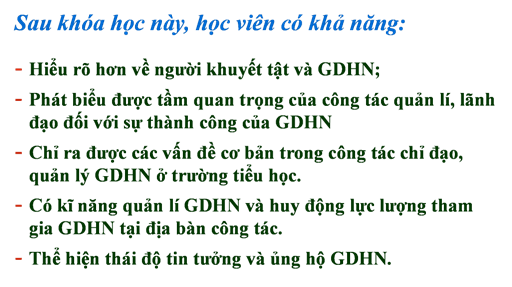 Sau khóa học này, học viên có khả năng:
- Hiểu rõ hơn về người khuyết tật và GDHN;
- Phát biểu được tầm quan trọng của công tác quản lí, lãnh
đạo đối với sự thành công của GDHN
- Chỉ ra được các vấn đề cơ bản trong công tác chỉ đạo,
quản lý GDHN ở trường tiểu học.
- Có kĩ năng quản lí GDHN và huy động lực lượng tham
gia GDHN tại địa bàn công tác.
- Thể hiện thái độ tin tưởng và ủng hộ GDHN.